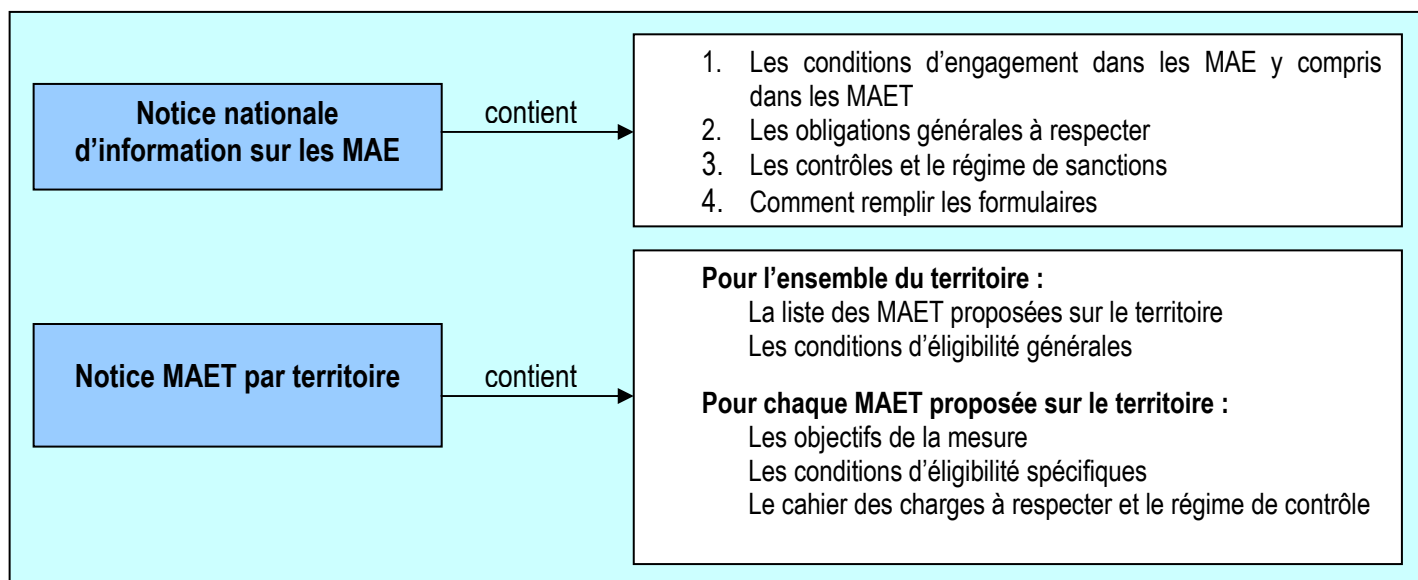 Notice nationale
d'information sur les MAE
contient
1. Les conditions d'engagement dans les MAE y compris
dans les MAET
2. Les obligations générales à respecter
3. Les contrôles et le régime de sanctions
4. Comment remplir les formulaires
Notice MAET par territoire
contient
Pour l'ensemble du territoire :
La liste des MAET proposées sur le territoire
Les conditions d'éligibilité générales
Pour chaque MAET proposée sur le territoire :
Les objectifs de la mesure
Les conditions d'éligibilité spécifiques
Le cahier des charges à respecter et le régime de contrôle